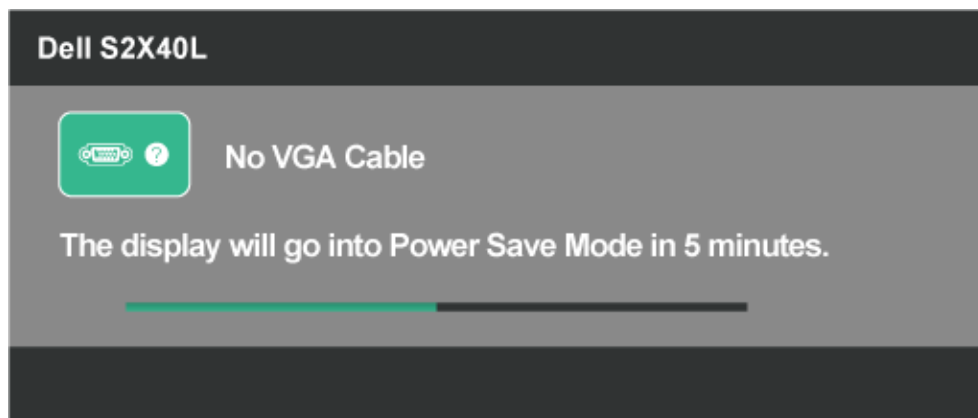 Dell S2X40L
No VGA Cable
The display will go into Power Save Mode in 5 minutes.